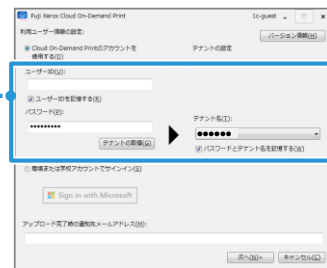 Fuji Xerox Cloud On-Demand Print
1c-guest
利用ユーザー情報の設定:
バージョン情報(H)
Cloud On-Demand Printのアカウントを
使用する(O)
テナントの設定
ユーザーID(U):
ユーザーIDを記憶する(R)
パスワード(P):
•••••••••
テナントの取得(G)
テナント名(T):
●●●●●●
パスワードとテナント名を記憶する(W)
職場または学校アカウントでサインイン(S)
Sign in with Microsoft
アップロード完了時の通知先メールアドレス(M):
次へ(N)>
キャンセル(C)